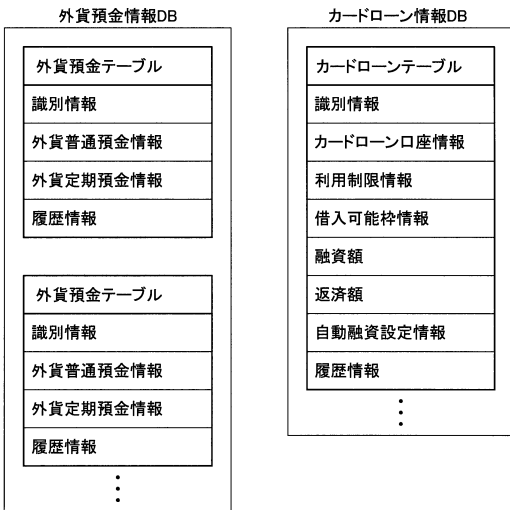 外貨預金情報DB
外貨預金テーブル
識別情報
外貨普通預金情報
外貨定期預金情報
履歴情報
外貨預金テーブル
識別情報
外貨普通預金情報
外貨定期預金情報
履歴情報
カードローン情報DB
カードローンテーブル
識別情報
カードローン口座情報
利用制限情報
借入可能枠情報
融資額
返済額
自動融資設定情報
履歴情報